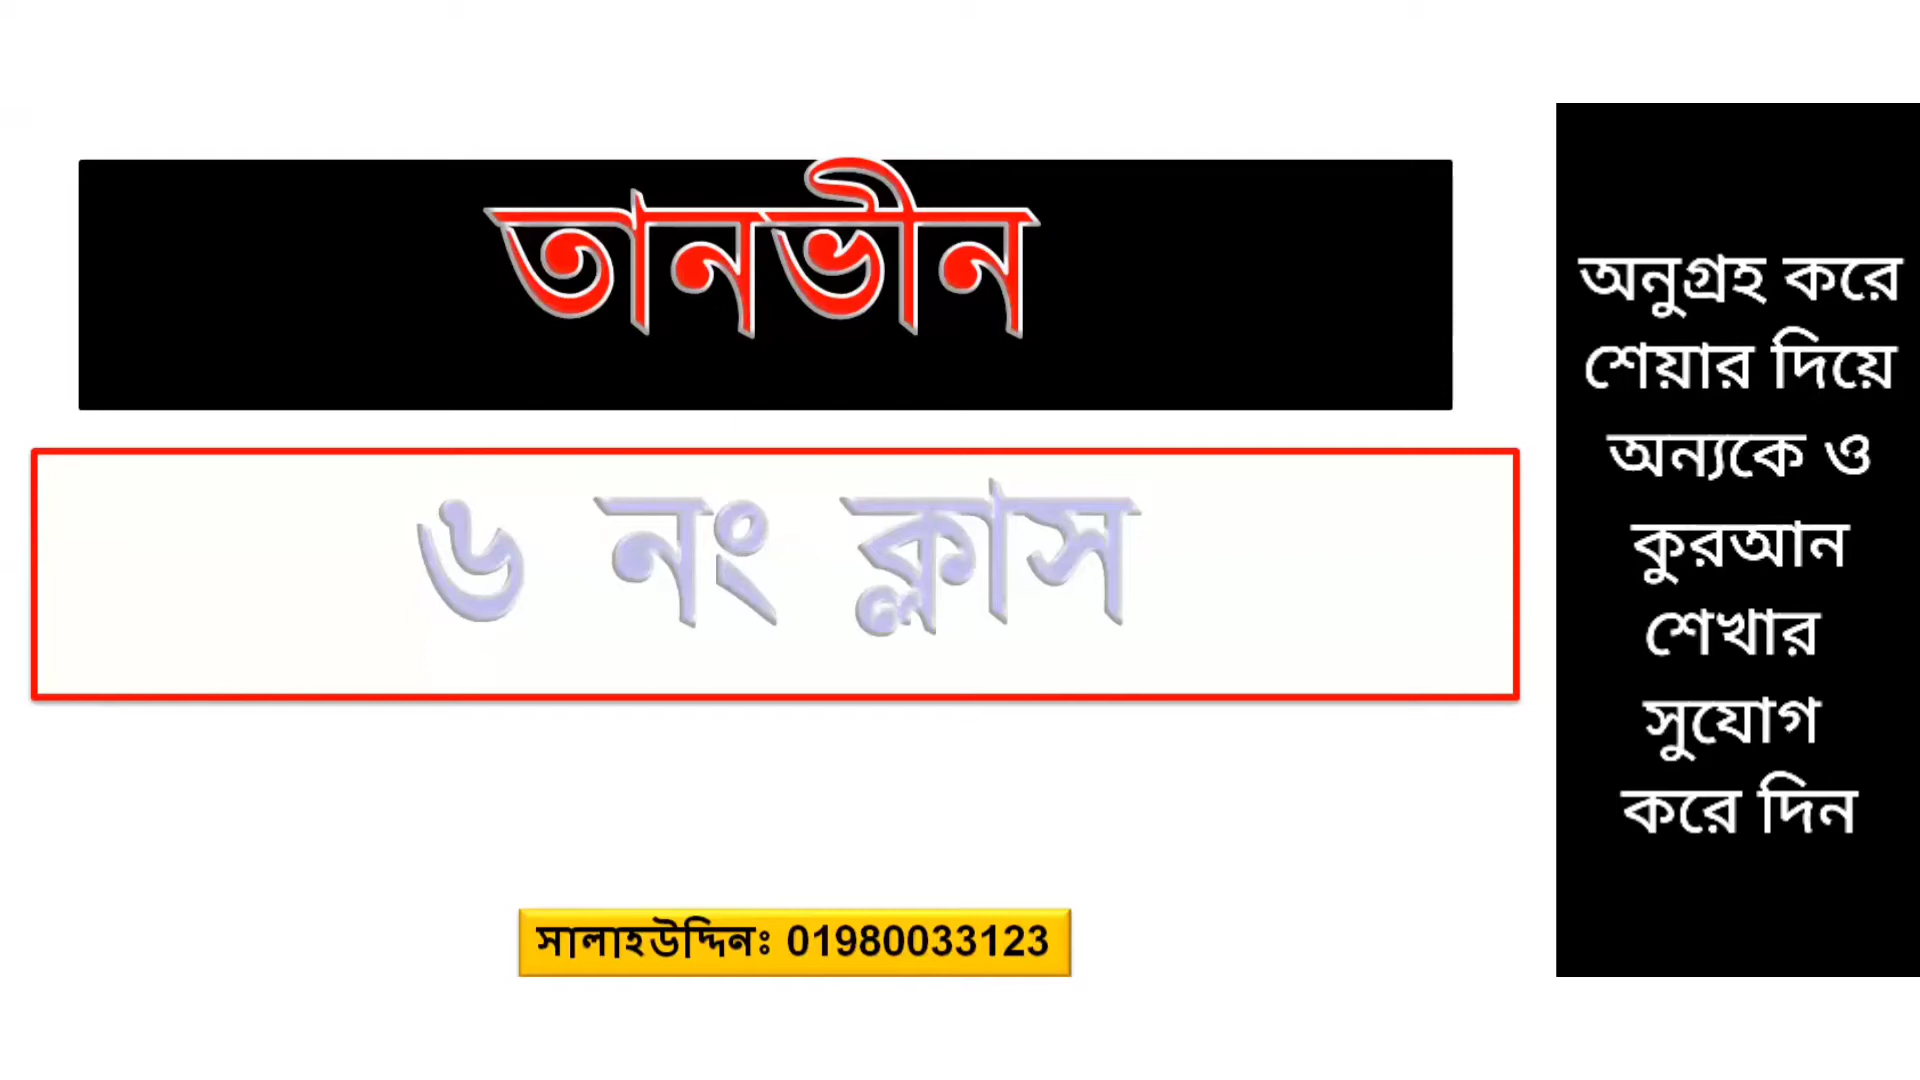 তানভীন
৬ নং ক্লাস
সালাহউদ্দিনঃ 01980033123
অনুগ্রহ করে
শেয়ার দিয়ে
অন্যকে ও
কুরআন
শেখার
সুযোগ
করে দিন